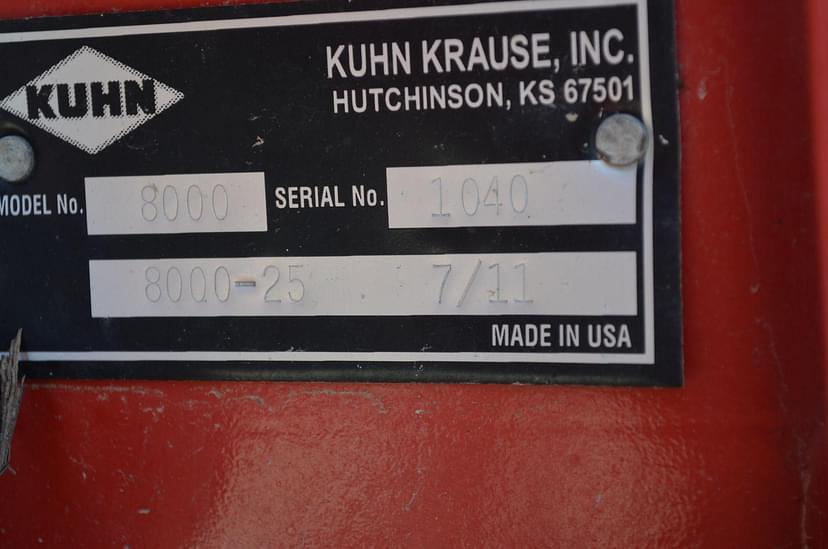 KUHN
KUHN KRAUSE, INC.
HUTCHINSON, KS 67501
MODEL No. 8000 SERIAL No. 1040
8000-25 7/11
MADE IN USA